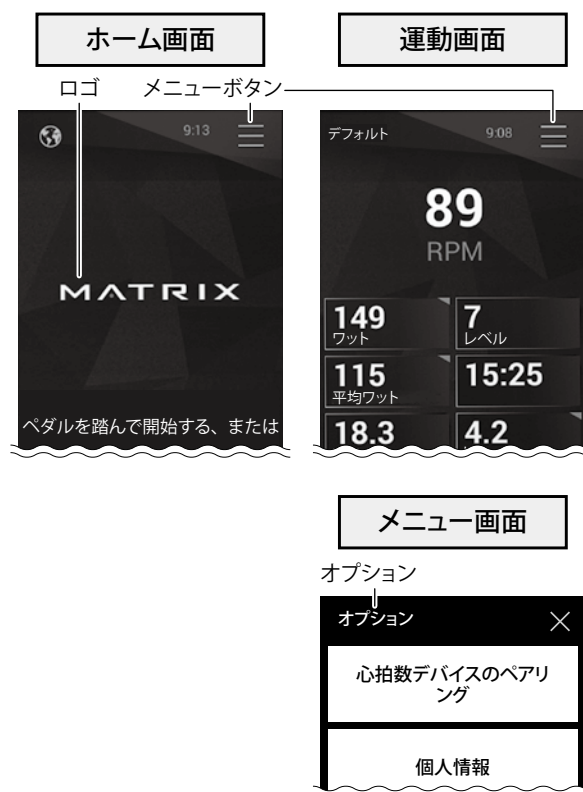 ホーム画面
運動画面
ロゴ
メニューボタン
9:13
デフォルト
9:08
89
RPM
MATRIX
149
ワット
7
レベル
115
平均ワット
15:25
18.3
4.2
ペダルを踏んで開始する、または
メニュー画面
オプション
オプション
心拍数デバイスのペアリ
ング
個人情報